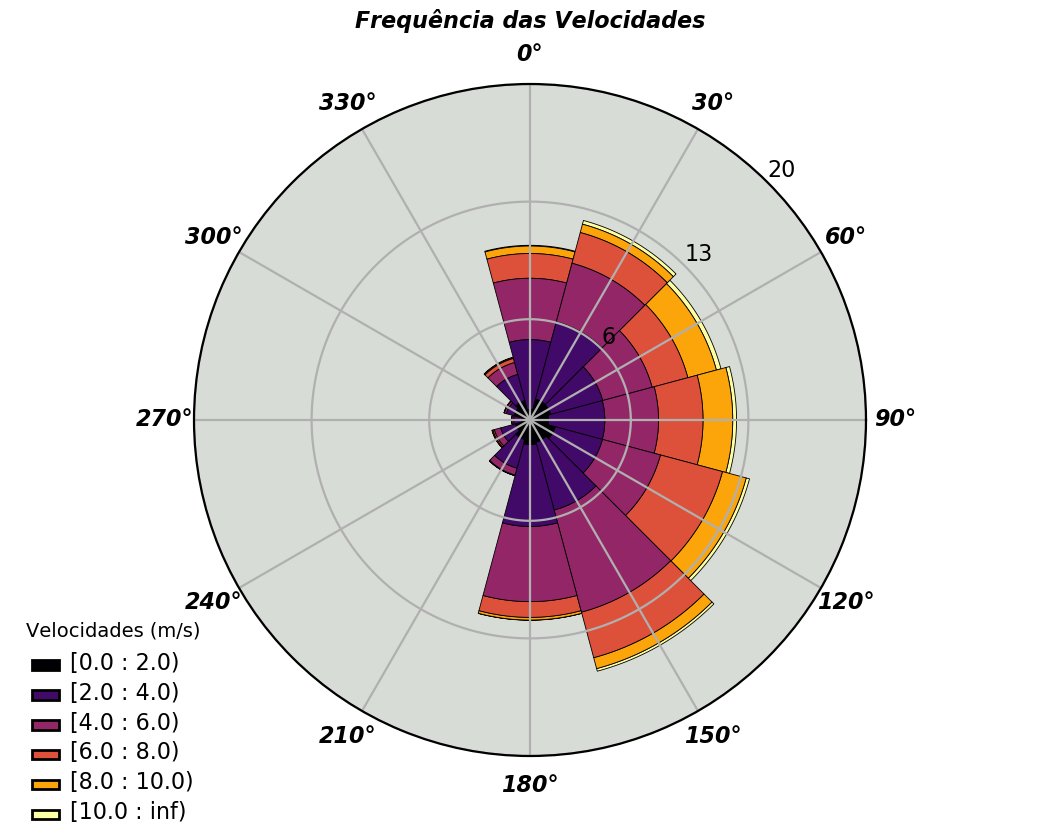 Frequência das Velocidades
0°
330°
30°
20
300°
60°
13
6
270°
90°
240°
120°
210°
150°
180°
Velocidades (m/s)
[0.0 : 2.0)
[2.0 : 4.0)
[4.0 : 6.0)
[6.0 : 8.0)
[8.0 : 10.0)
[10.0 : inf)